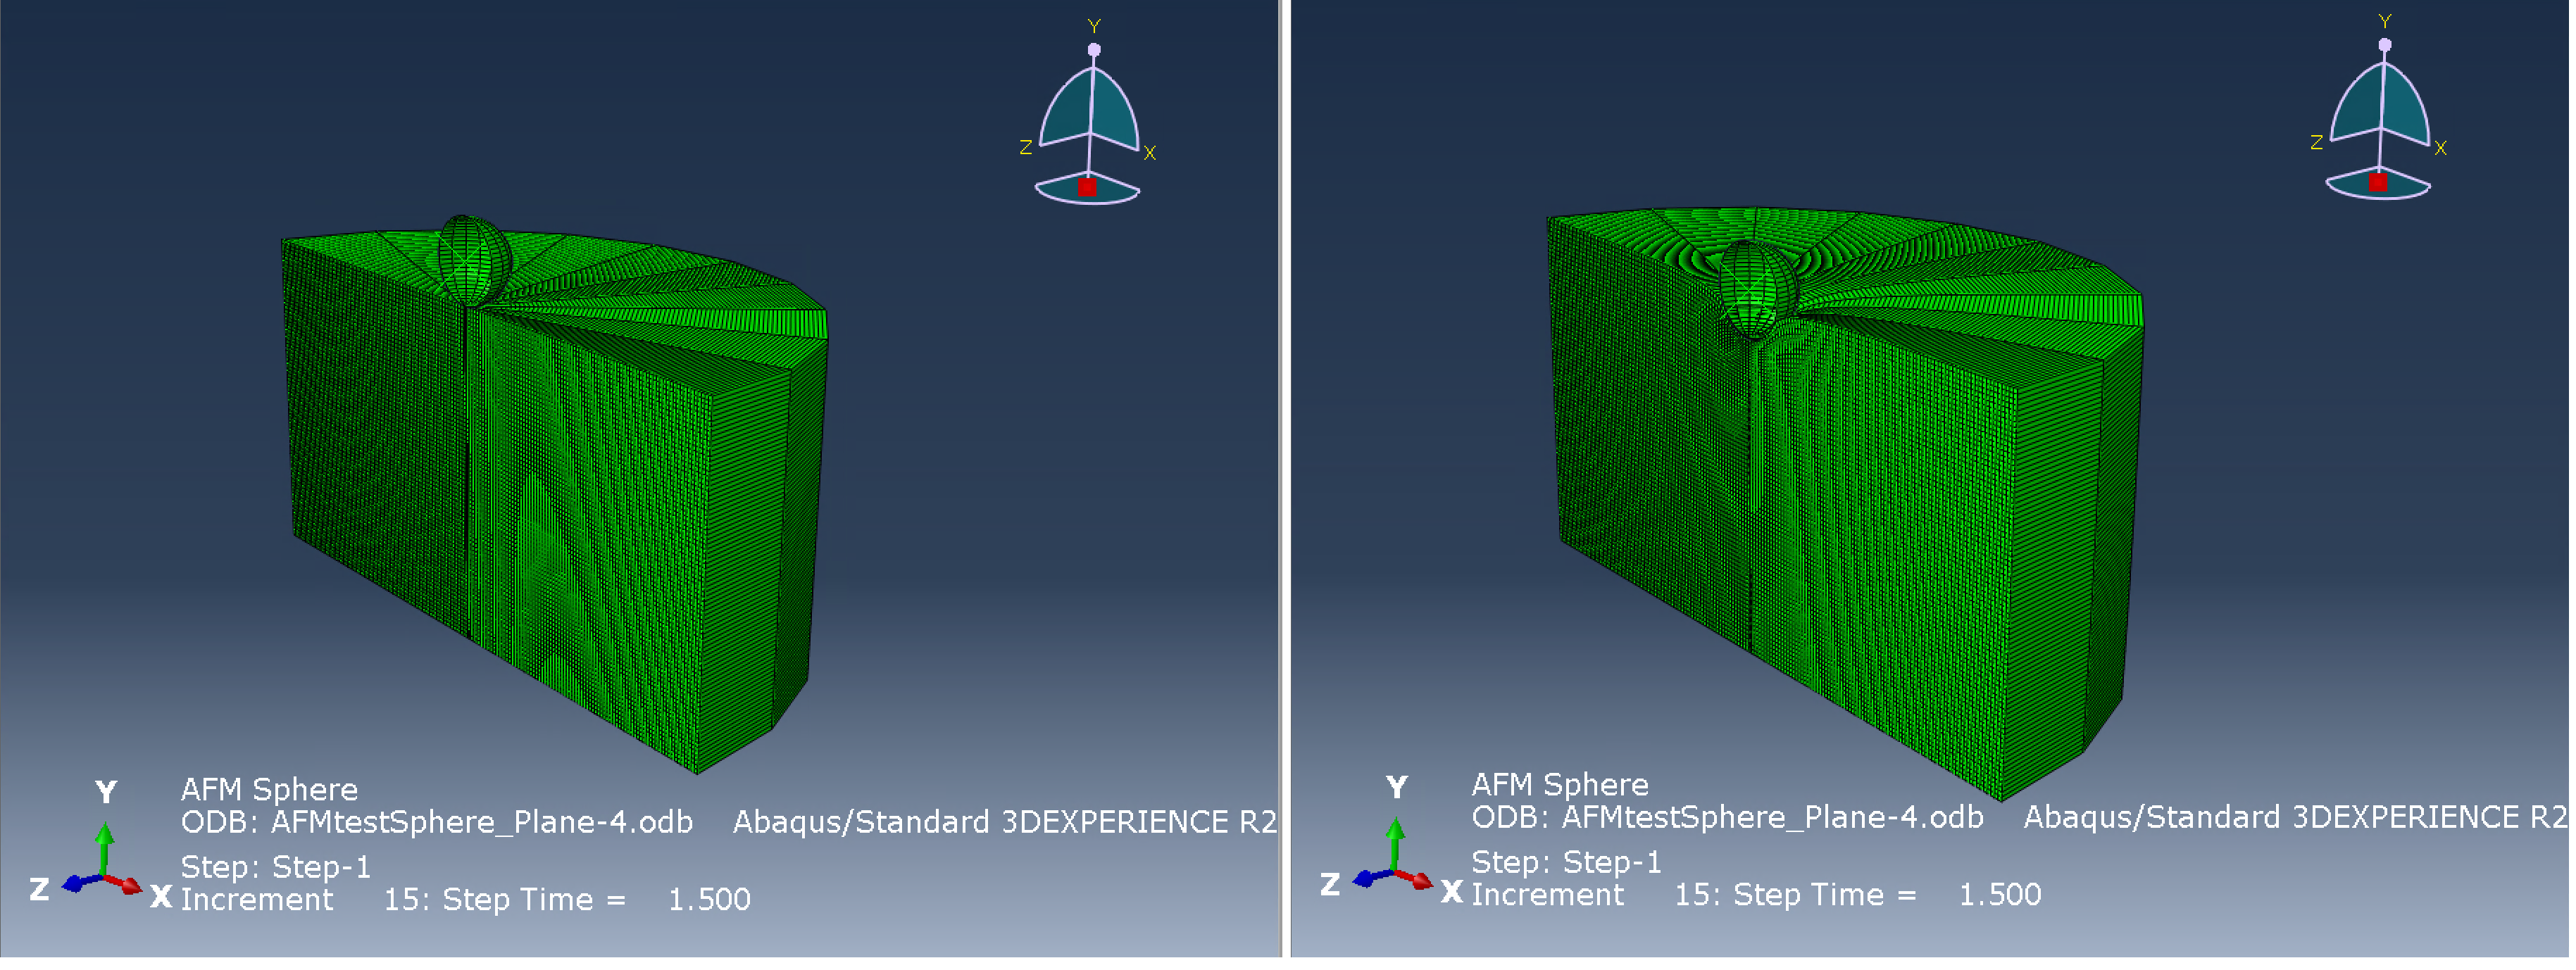 Y
Z
X
Y
AFM Sphere
ODB: AFMtestSphere_Plane-4.odb Abaqus/Standard 3DEXPERIENCE R2
Step: Step-1
Z
X
Increment 15: Step Time = 1.500
Y
Z
X
Y
AFM Sphere
ODB: AFMtestSphere_Plane-4.odb Abaqus/Standard 3DEXPERIENCE R2
Step: Step-1
Z
X
Increment 15: Step Time = 1.500